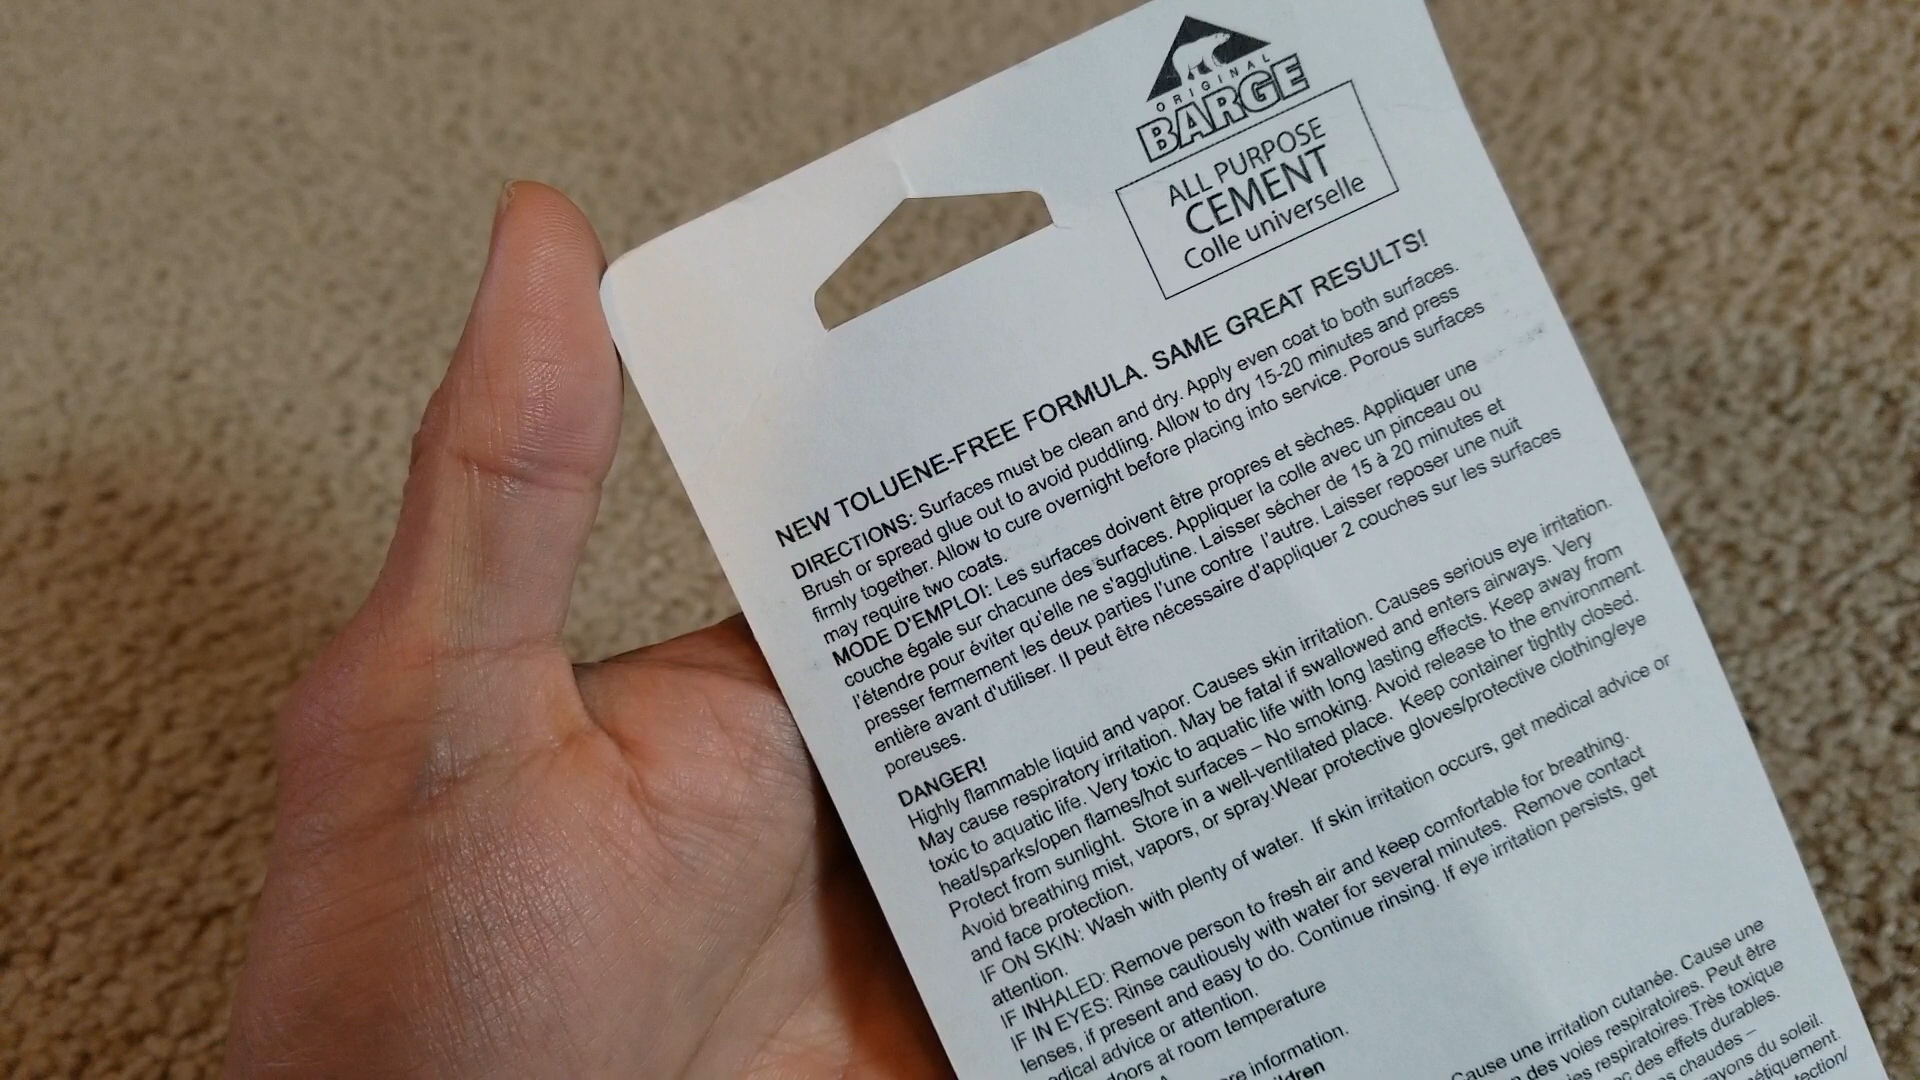 ORIGINAL
BARGE
ALL PURPOSE
CEMENT
Colle universelle
NEW TOLUENE-FREE FORMULA. SAME GREAT RESULTS!
DIRECTIONS: Surfaces must be clean and dry. Apply even coat to both surfaces.
Brush or spread glue out to avoid puddling. Allow to dry 15-20 minutes and press
firmly together. Allow to cure overnight before placing into service. Porous surfaces
may require two coats.
MODE D'EMPLOI: Les surfaces doivent être propres et sèches. Appliquer une
couche égale sur chacune des surfaces. Appliquer la colle avec un pinceau ou
l'étendre pour éviter qu'elle ne s'agglutine. Laisser sécher de 15 à 20 minutes et
presser fermement les deux parties l'une contre l'autre. Laisser reposer une nuit
entière avant d'utiliser. Il peut être nécessaire d'appliquer 2 couches sur les surfaces
poreuses.
DANGER!
Highly flammable liquid and vapor. Causes skin irritation. Causes serious eye irritation.
May cause respiratory irritation. May be fatal if swallowed and enters airways. Very
toxic to aquatic life. Very toxic to aquatic life with long lasting effects. Keep away from
heat/sparks/open flames/hot surfaces – No smoking. Avoid release to the environment.
Protect from sunlight. Store in a well-ventilated place. Keep container tightly closed.
Avoid breathing mist, vapors, or spray.Wear protective gloves/protective clothing/eye
and face protection.
IF ON SKIN: Wash with plenty of water. If skin irritation occurs, get medical advice or
attention.
IF INHALED: Remove person to fresh air and keep comfortable for breathing.
IF IN EYES: Rinse cautiously with water for several minutes. Remove contact
lenses, if present and easy to do. Continue rinsing. If eye irritation persists, get
medical advice or attention.
at room temperature
information.
Cause une irritation cutanée. Cause une
des voies respiratoires. Peut être
respiratoires. Très toxique
des effets durables.
chaudes –
du soleil.